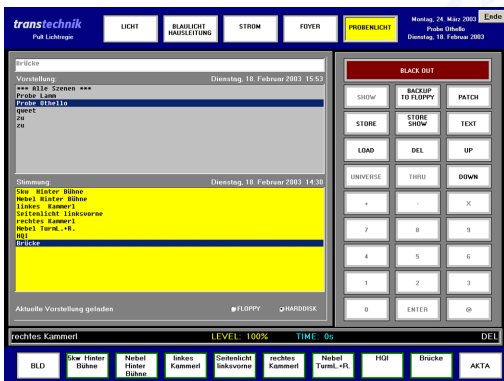 transtechnik
Pult Lichtregie
LICHT
BLAULICHT
HAUSLEITUNG
STROM
FOYER
PROBENLICHT
Montag, 24. März 2003
Probe
Othello
Dienstag, 18. Februar 2003
Ende
Brücke
Vorstellung:
Dienstag, 18. Februar 2003 15:53
*** Alle Szenen ***
Probe Lamm
Probe Othello
qweet
zu
zu
Stimmung:
Dienstag, 18. Februar 2003 14:30
5kw Hinter Bühne
Nebel Hinter Bühne
linkes Kammerl
Seitenlicht linksvorne
rechtes Kammerl
Nebel TurmL.+R.
HQI
Brücke
Aktuelle Vorstellung geladen
FLOPPY
HARDDISK
BLACK OUT
SHOW
BACKUP
TO FLOPPY
PATCH
STORE
STORE
SHOW
TEXT
LOAD
DEL
UP
UNIVERSE
THRU
DOWN
+
-
X
7
8
9
4
5
6
1
2
3
0
ENTER
@
rechtes Kammerl
LEVEL: 100%
TIME: 0s
DEL
BLD
5kw Hinter
Bühne
Nebel
Hinter
Bühne
linkes
Kammerl
Seitenlicht
linksvorne
rechtes
Kammerl
Nebel
TurmL.+R.
HQI
Brücke
AKTA